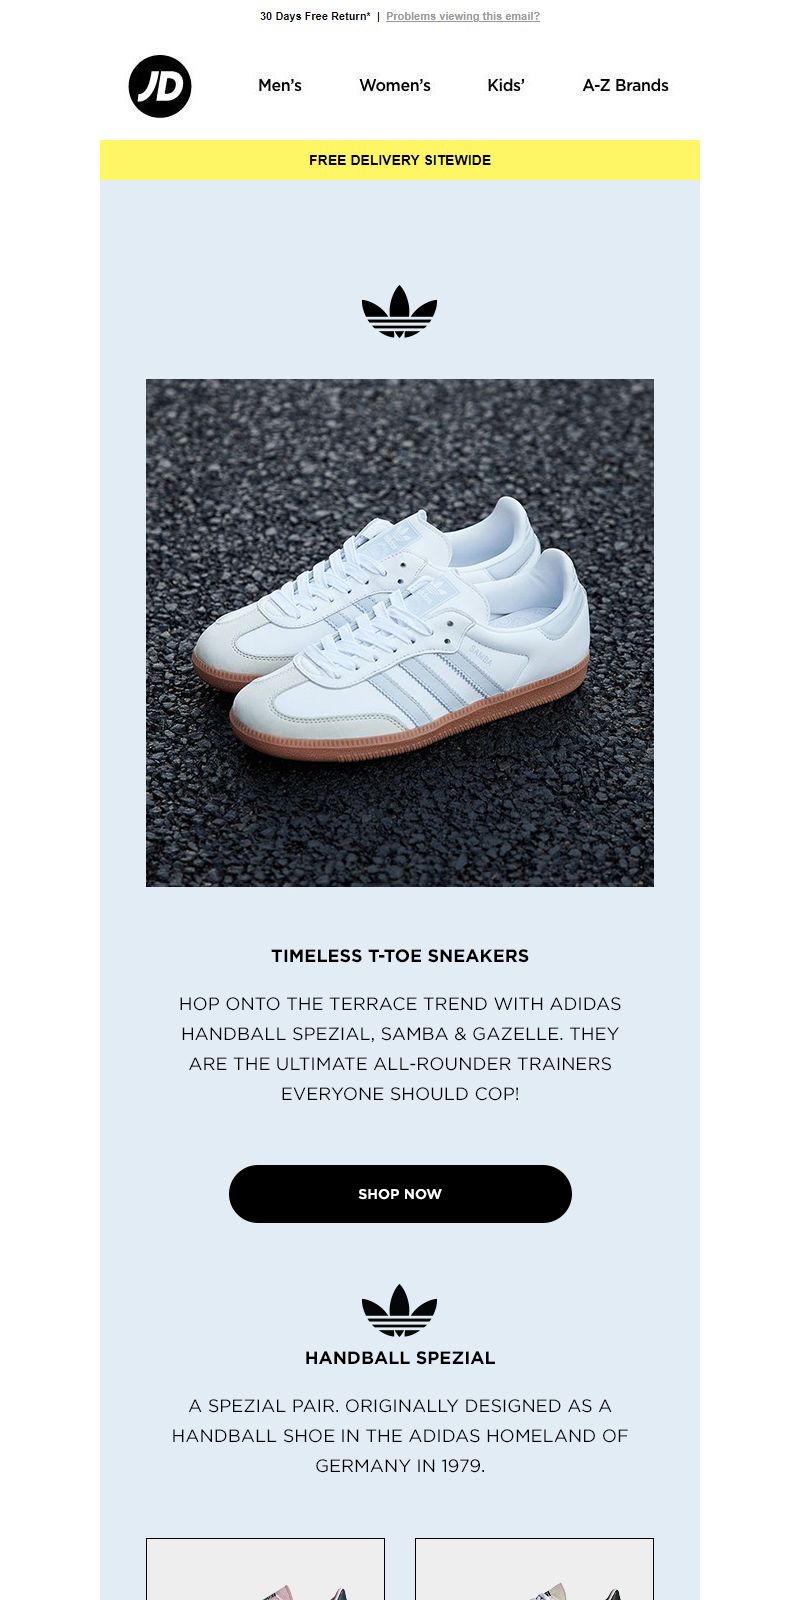 30 Days Free Return* | Problems viewing this email?
JD
Men's
Women's
Kids'
A-Z Brands
FREE DELIVERY SITEWIDE
SAMBA
TIMELESS T-TOE SNEAKERS
HOP ONTO THE TERRACE TREND WITH ADIDAS
HANDBALL SPEZIAL, SAMBA & GAZELLE. THEY
ARE THE ULTIMATE ALL-ROUNDER TRAINERS
EVERYONE SHOULD COP!
SHOP NOW
HANDBALL SPEZIAL
A SPEZIAL PAIR. ORIGINALLY DESIGNED AS A
HANDBALL SHOE IN THE ADIDAS HOMELAND OF
GERMANY IN 1979.